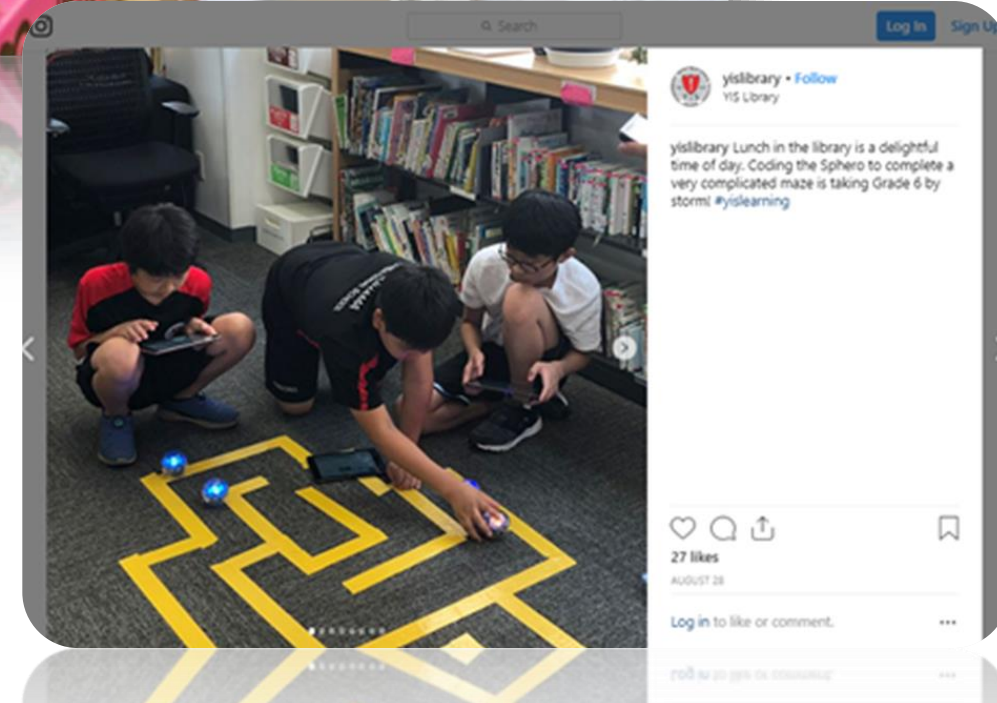 Search
Log In
Sign Up
yislibrary • Follow
YIS Library
yislibrary Lunch in the library is a delightful
time of day. Coding the Sphero to complete a
very complicated maze is taking Grade 6 by
storm! #yislearning
27 likes
AUGUST 28
Log in to like or comment.